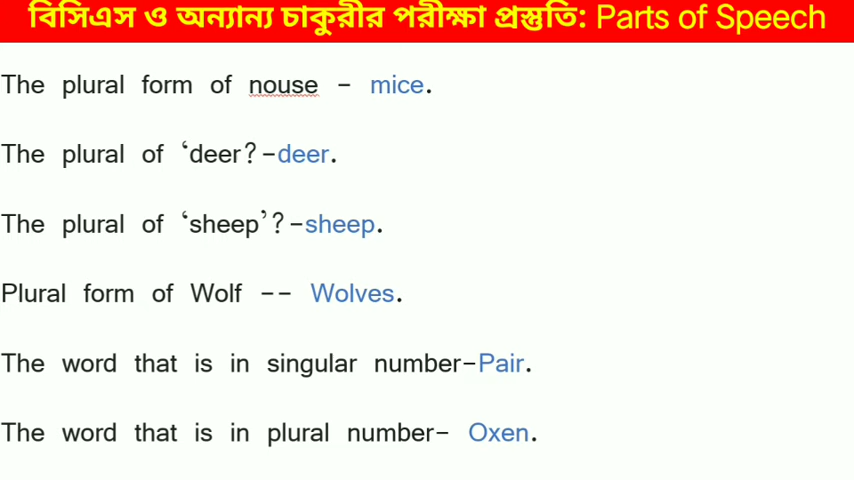 বিসিএস ও অন্যান্য চাকুরীর পরীক্ষা প্রস্তুতি: Parts of Speech
The plural form of nouse - mice.
The plural of ‘deer?-deer.
The plural of ‘sheep’?-sheep.
Plural form of Wolf -- Wolves.
The word that is in singular number-Pair.
The word that is in plural number- Oxen.